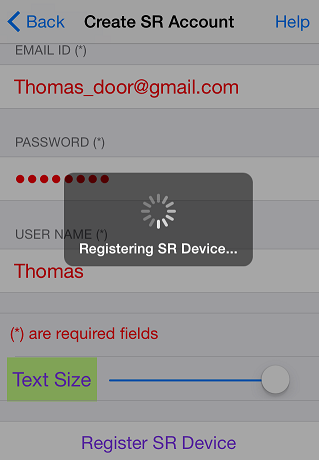 Back Create SR Account Help
EMAIL ID (*)
Thomas_door@gmail.com
PASSWORD (*)
●●●●●●●●●
Registering SR Device...
USER NAME (*)
Thomas
(*) are required fields
Text Size
Register SR Device